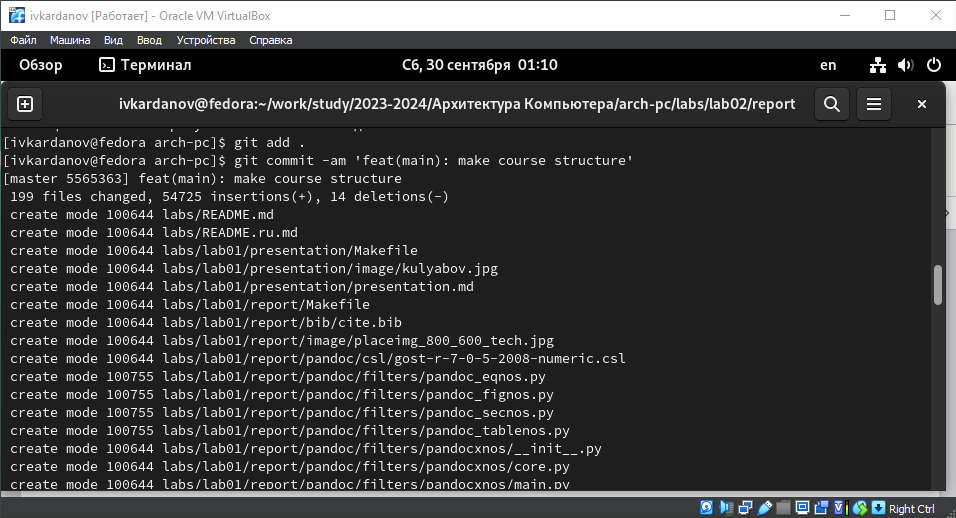 ivkardanov [Работает] - Oracle VM VirtualBox
Файл Машина Вид Ввод Устройства Справка
Обзор Терминал Сб, 30 сентября 01:10 en
ivkardanov@fedora:~/work/study/2023-2024/Архитектура Компьютера/arch-pc/labs/lab02/report
[ivkardanov@fedora arch-pc]$ git add .
[ivkardanov@fedora arch-pc]$ git commit -am 'feat(main): make course structure'
[master 5565363] feat(main): make course structure
199 files changed, 54725 insertions(+), 14 deletions(-)
create mode 100644 labs/README.md
create mode 100644 labs/README.ru.md
create mode 100644 labs/lab01/presentation/Makefile
create mode 100644 labs/lab01/presentation/image/kulyabov.jpg
create mode 100644 labs/lab01/presentation/presentation.md
create mode 100644 labs/lab01/report/Makefile
create mode 100644 labs/lab01/report/bib/cite.bib
create mode 100644 labs/lab01/report/image/placeimg_800_600_tech.jpg
create mode 100644 labs/lab01/report/pandoc/csl/gost-r-7-0-5-2008-numeric.csl
create mode 100755 labs/lab01/report/pandoc/filters/pandoc_eqnos.py
create mode 100755 labs/lab01/report/pandoc/filters/pandoc_fignos.py
create mode 100755 labs/lab01/report/pandoc/filters/pandoc_secnos.py
create mode 100755 labs/lab01/report/pandoc/filters/pandoc_tablenos.py
create mode 100644 labs/lab01/report/pandoc/filters/pandocxnos/__init__.py
create mode 100644 labs/lab01/report/pandoc/filters/pandocxnos/core.py
create mode 100644 labs/lab01/report/pandoc/filters/pandocxnos/main.py
Right Ctrl